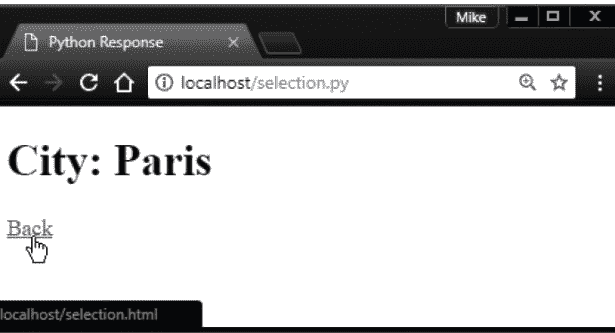 Mike
Python Response
localhost/selection.py
City: Paris
Back
localhost/selection.html